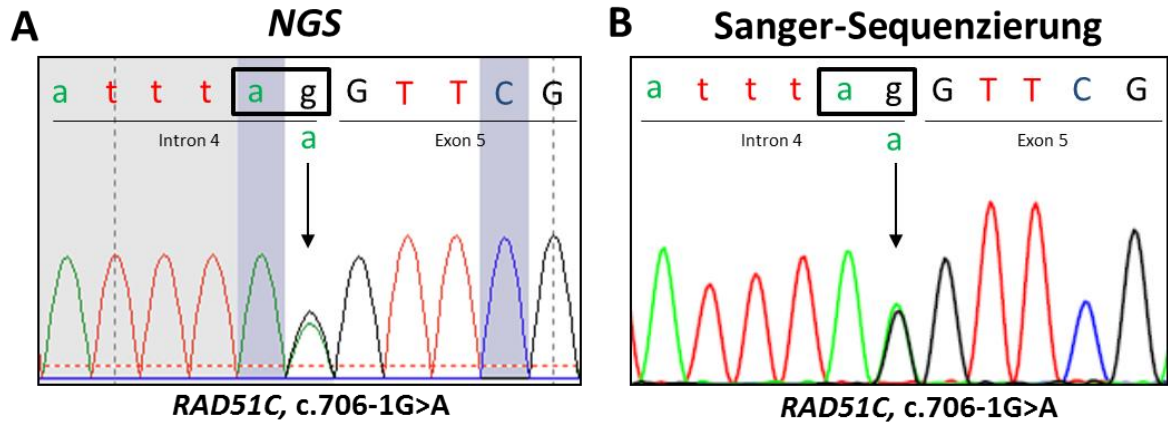 A NGS
a t t t a g G T T C G
Intron 4 a Exon 5
RAD51C, c.706-1G>A
B Sanger-Sequenzierung
a t t t a g G T T C G
Intron 4 a Exon 5
RAD51C, c.706-1G>A